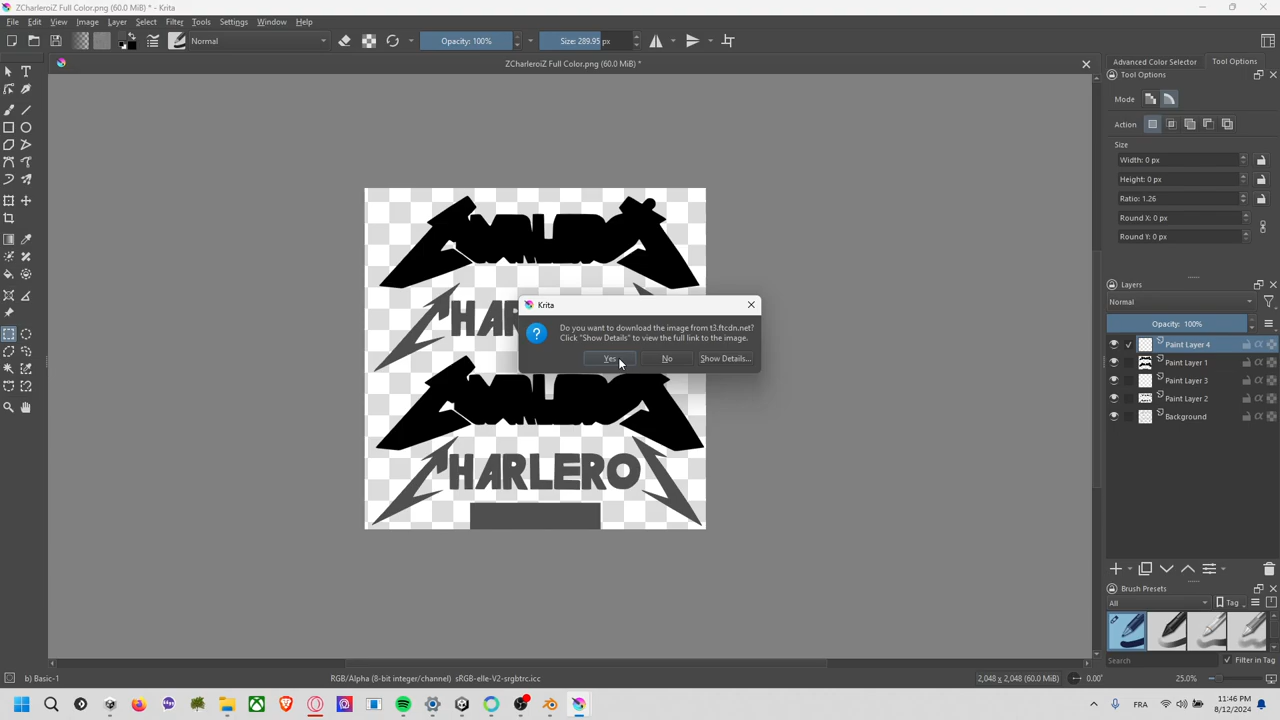 ZCharleroiZ Full Color.png (60.0 MiB) * - Krita
File Edit View Image Layer Select Filter Tools Settings Window Help
Normal
Opacity: 100%
Size: 289.95 px
ZCharleroiZ Full Color.png (60.0 MiB) *
Advanced Color Selector
Tool Options
Tool Options
Mode
Action
Size
Width: 0 px
Height: 0 px
Ratio: 1.26
Round X: 0 px
Round Y: 0 px
HAR
HARLERO
Krita
Do you want to download the image from t3.ftcdn.net?
Click "Show Details" to view the full link to the image.
Yes
No
Show Details...
Layers
Normal
Opacity: 100%
Paint Layer 4
Paint Layer 1
Paint Layer 3
Paint Layer 2
Background
Brush Presets
All
Tag
Search
Filter in Tag
b) Basic-1
RGB/Alpha (8-bit integer/channel) sRGB-elle-V2-srgbtrc.icc
2,048 x 2,048 (60.0 MiB)
0.00°
25.0%
FRA
11:46 PM
8/12/2024